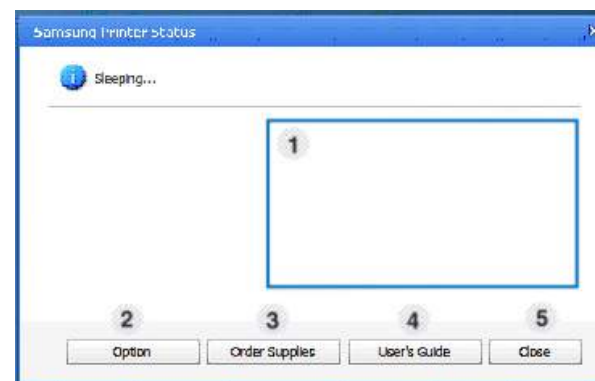 Samsung Printer Status
Sleeping...
1
2 3 4 5
Option Order Supplies User's Guide Close